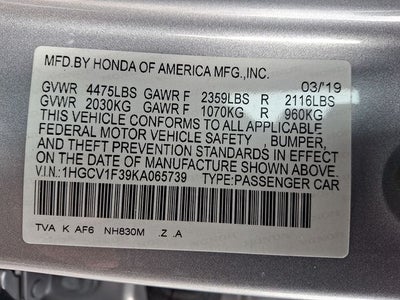 MFD.BY HONDA OF AMERICA MFG.,INC.
03/'19
GVWR 4475LBS GAWR F 2359LBS R 2116LBS
GVWR 2030KG GAWR F 1070KG R 960KG
THIS VEHICLE CONFORMS TO ALL APPLICABLE
FEDERAL MOTOR VEHICLE SAFETY , BUMPER,
AND THEFT PREVENTION STANDARDS IN EFFECT
ON THE DATE OF MANUFACTURE SHOWN ABOVE.
V.I.N.:1HGCV1F39KA065739 TYPE:PASSENGER CAR
TVA K AF6 NH830M .Z .A